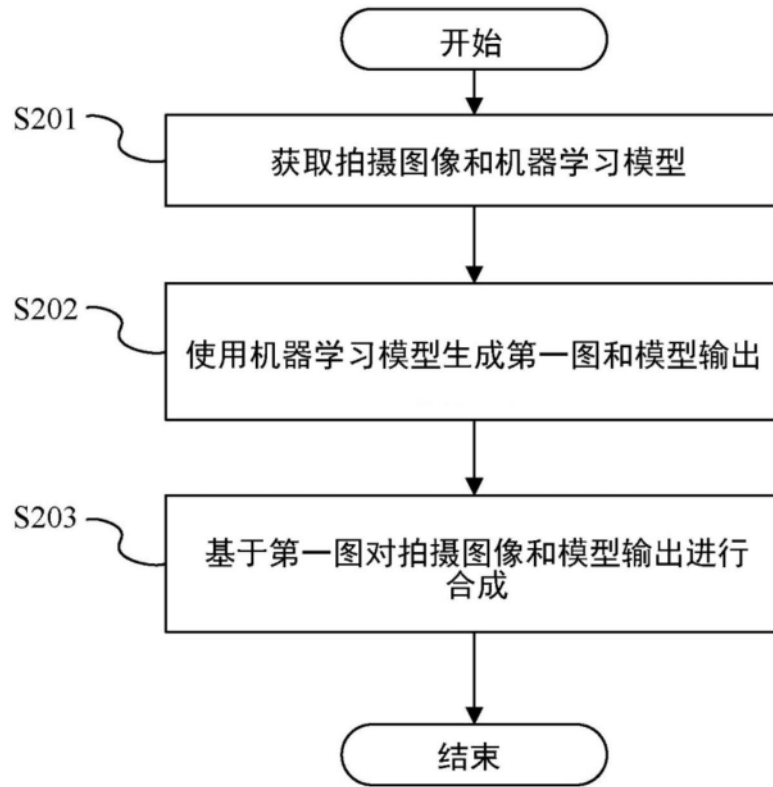 开始
S201
获取拍摄图像和机器学习模型
S202
使用机器学习模型生成第一图和模型输出
S203
基于第一图对拍摄图像和模型输出进行
合成
结束